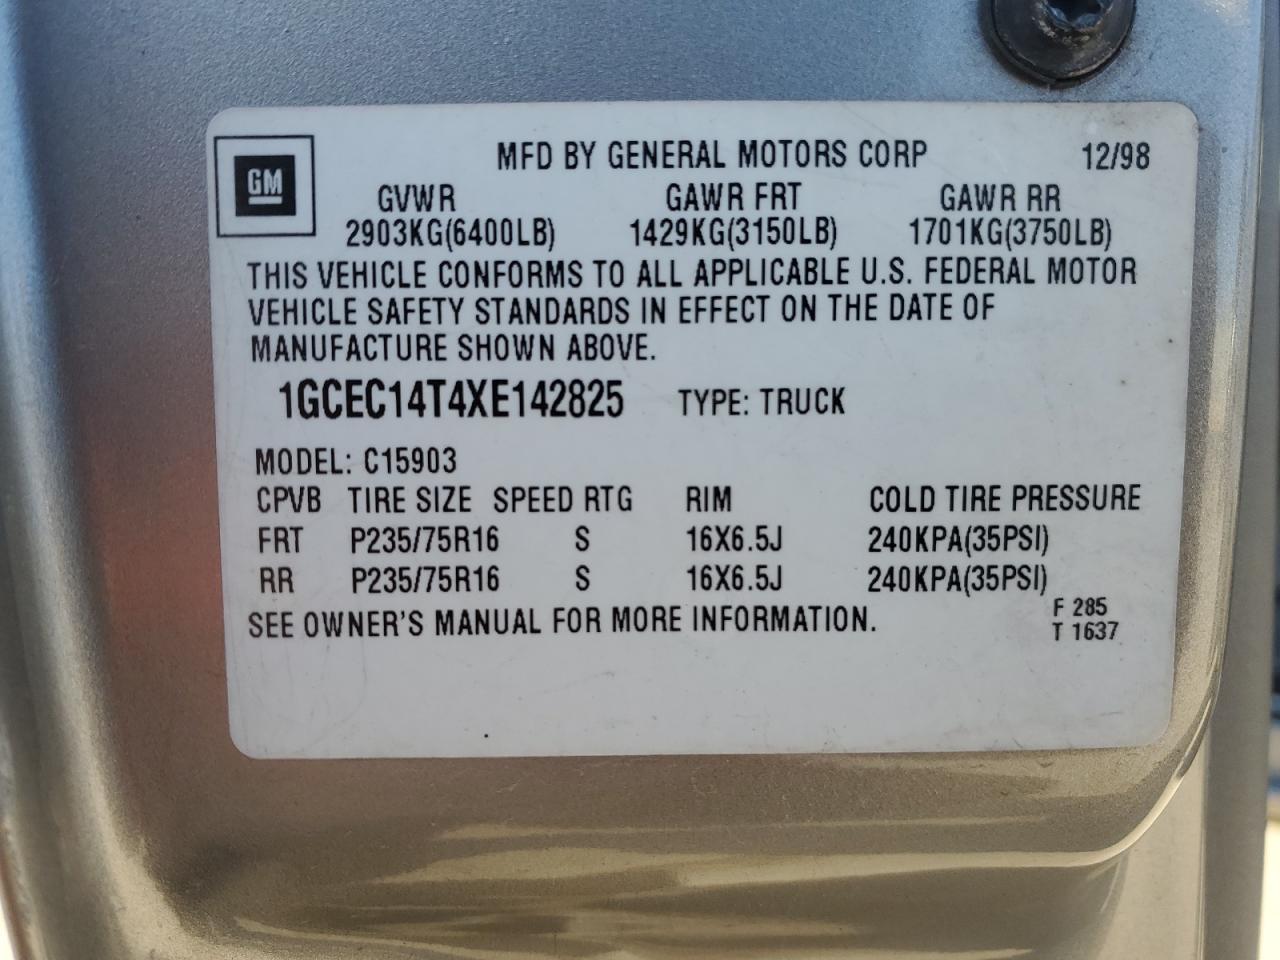 MFD BY GENERAL MOTORS CORP 12/98
GM
GVWR GAWR FRT GAWR RR
2903KG(6400LB) 1429KG(3150LB) 1701KG(3750LB)
THIS VEHICLE CONFORMS TO ALL APPLICABLE U.S. FEDERAL MOTOR
VEHICLE SAFETY STANDARDS IN EFFECT ON THE DATE OF
MANUFACTURE SHOWN ABOVE.
1GCEC14T4XE142825 TYPE: TRUCK
MODEL: C15903
CPVB TIRE SIZE SPEED RTG RIM COLD TIRE PRESSURE
FRT P235/75R16 S 16X6.5J 240KPA(35PSI)
RR P235/75R16 S 16X6.5J 240KPA(35PSI)
SEE OWNER'S MANUAL FOR MORE INFORMATION.
F 285
T 1637